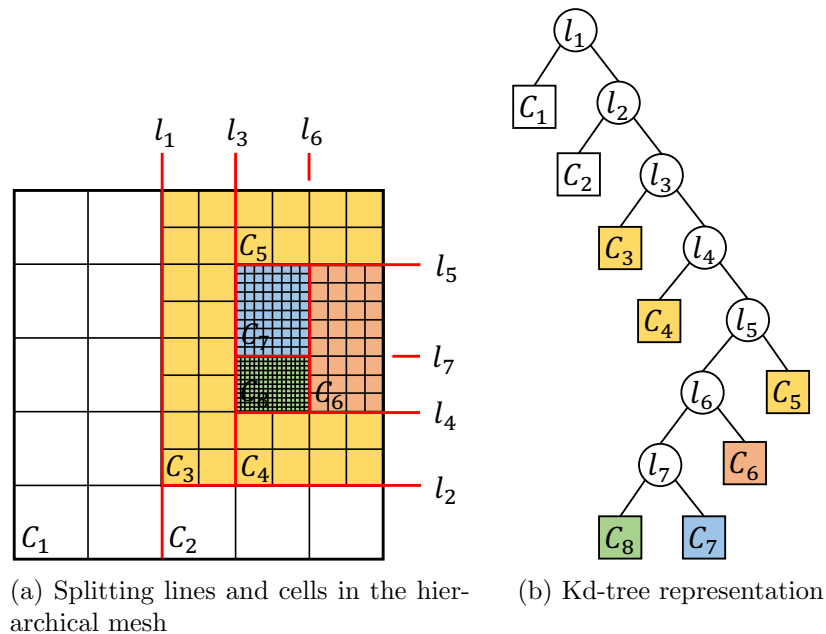 l₁ l₃ l₆
C₅
l₅
C₇
l₇
C₈ C₆
l₄
C₃ C₄
l₂
C₁ C₂
(a) Splitting lines and cells in the hier-
archical mesh
l₁
C₁ l₂
C₂ l₃
C₃ l₄
C₄ l₅
l₆ C₅
l₇ C₆
C₈ C₇
(b) Kd-tree representation